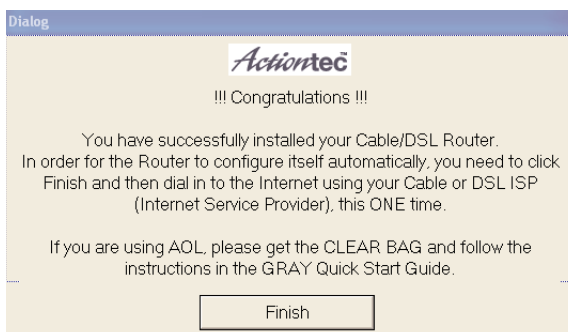 Dialog
Actiontec™
!!! Congratulations !!!
You have successfully installed your Cable/DSL Router.
In order for the Router to configure itself automatically, you need to click
Finish and then dial in to the Internet using your Cable or DSL ISP
(Internet Service Provider), this ONE time.
If you are using AOL, please get the CLEAR BAG and follow the
instructions in the GRAY Quick Start Guide.
Finish